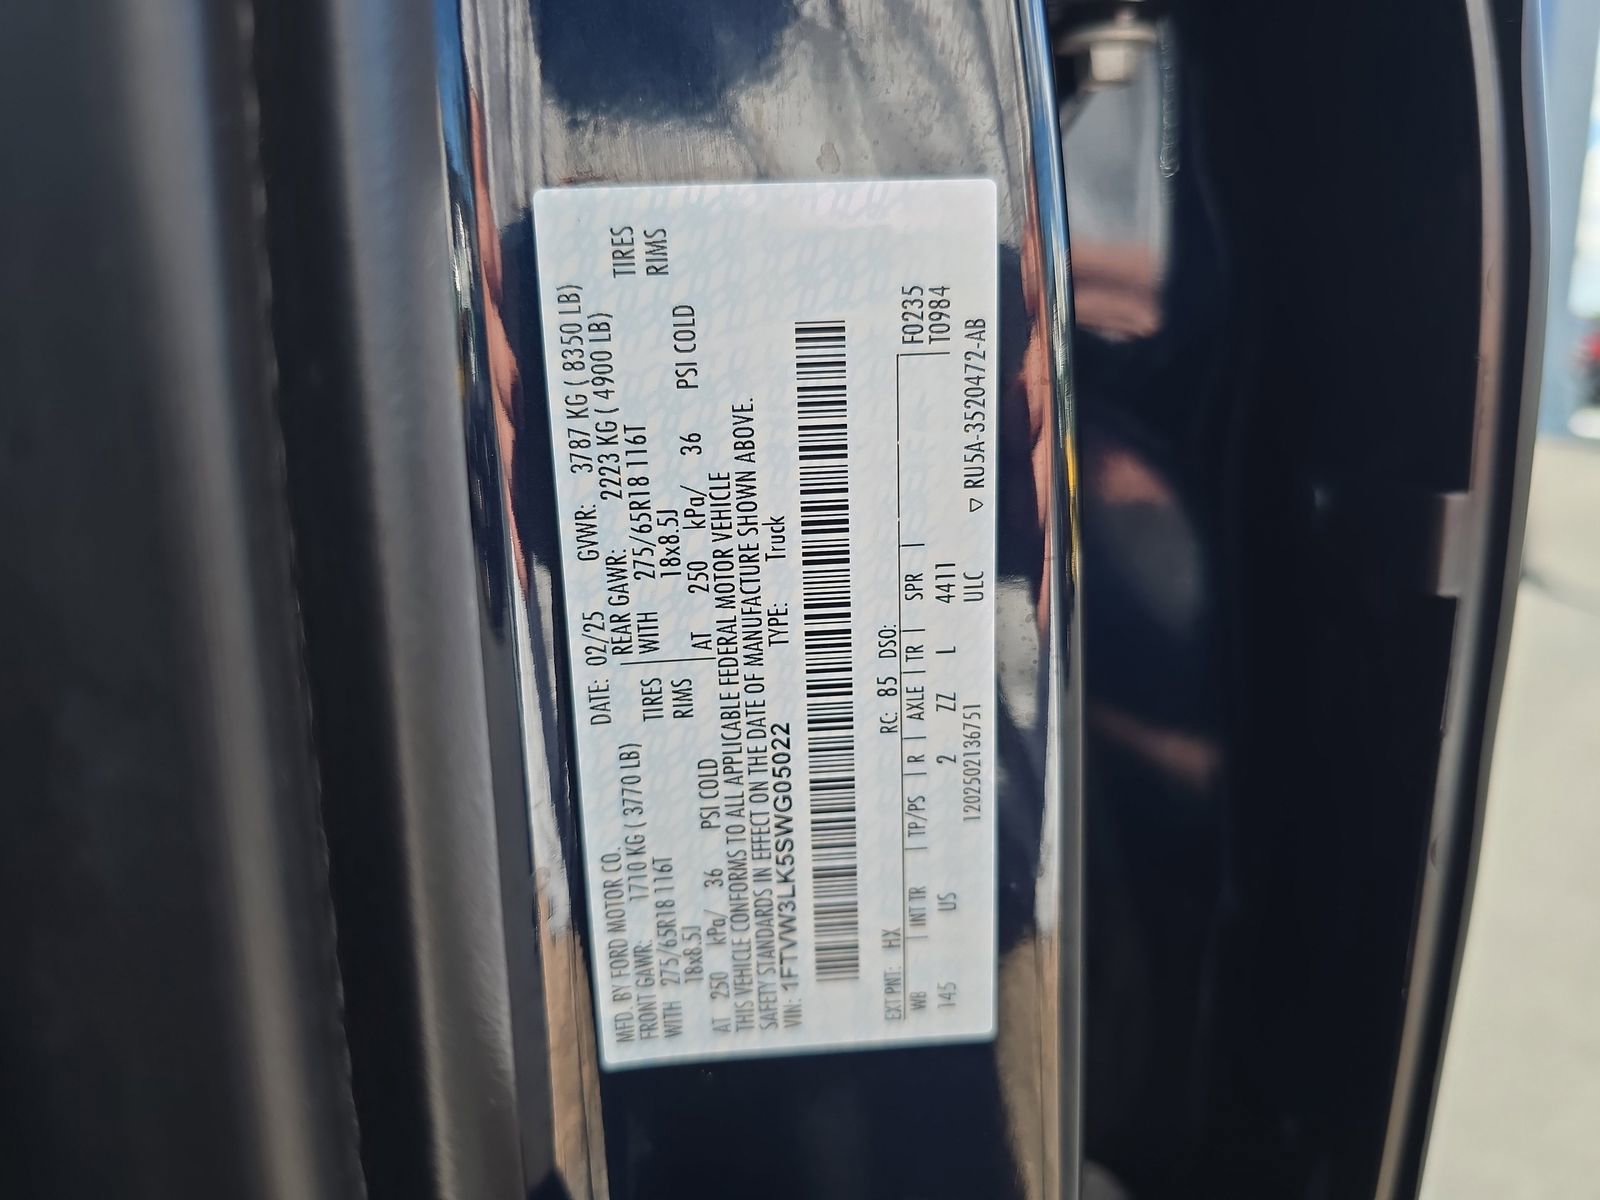 MFD. BY FORD MOTOR CO.
DATE: 02/25 GVWR: 3787 KG ( 8350 LB)
FRONT GAWR: 1710 KG ( 3770 LB) REAR GAWR: 2223 KG ( 4900 LB)
WITH 275/65R18 116T TIRES WITH 275/65R18 116T TIRES
18x8.5J RIMS 18x8.5J RIMS
AT 250 kPa/ 36 PSI COLD AT 250 kPa/ 36 PSI COLD
THIS VEHICLE CONFORMS TO ALL APPLICABLE FEDERAL MOTOR VEHICLE
SAFETY STANDARDS IN EFFECT ON THE DATE OF MANUFACTURE SHOWN ABOVE.
VIN: 1FTVW3LK5SWG05022 TYPE: Truck
EXT PNT: HX RC: 85 DSO: F0235
WB INT TR TP/PS R AXLE TR SPR T0984
145 US 2 ZZ L 4411
120250213675​1 ULC ▽ RU5A-3520472-AB